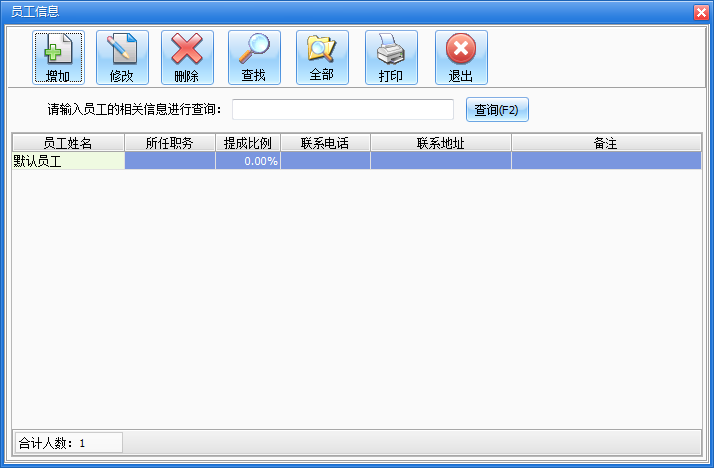 员工信息
增加 修改 删除 查找 全部 打印 退出
请输入员工的相关信息进行查询： 查询(F2)
员工姓名 所任职务 提成比例 联系电话 联系地址 备注
默认员工 0.00%
合计人数：1